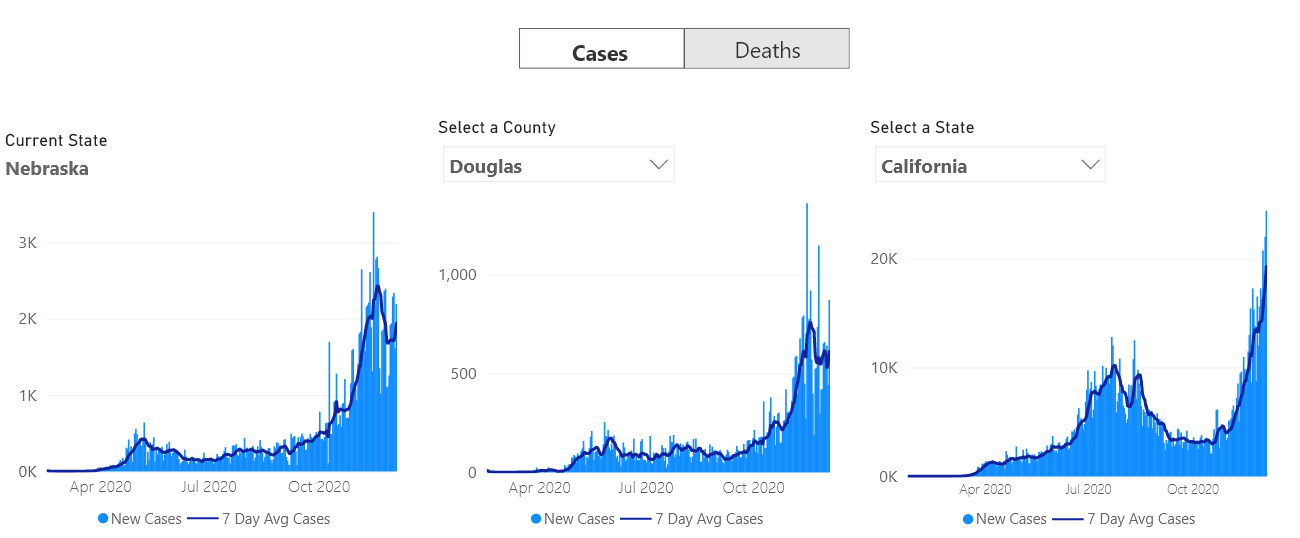 Cases Deaths
Current State
Nebraska
3K
2K
1K
0K
Apr 2020 Jul 2020 Oct 2020
New Cases 7 Day Avg Cases
Select a County
Douglas
1,000
500
0
Apr 2020 Jul 2020 Oct 2020
New Cases 7 Day Avg Cases
Select a State
California
20K
10K
0K
Apr 2020 Jul 2020 Oct 2020
New Cases 7 Day Avg Cases